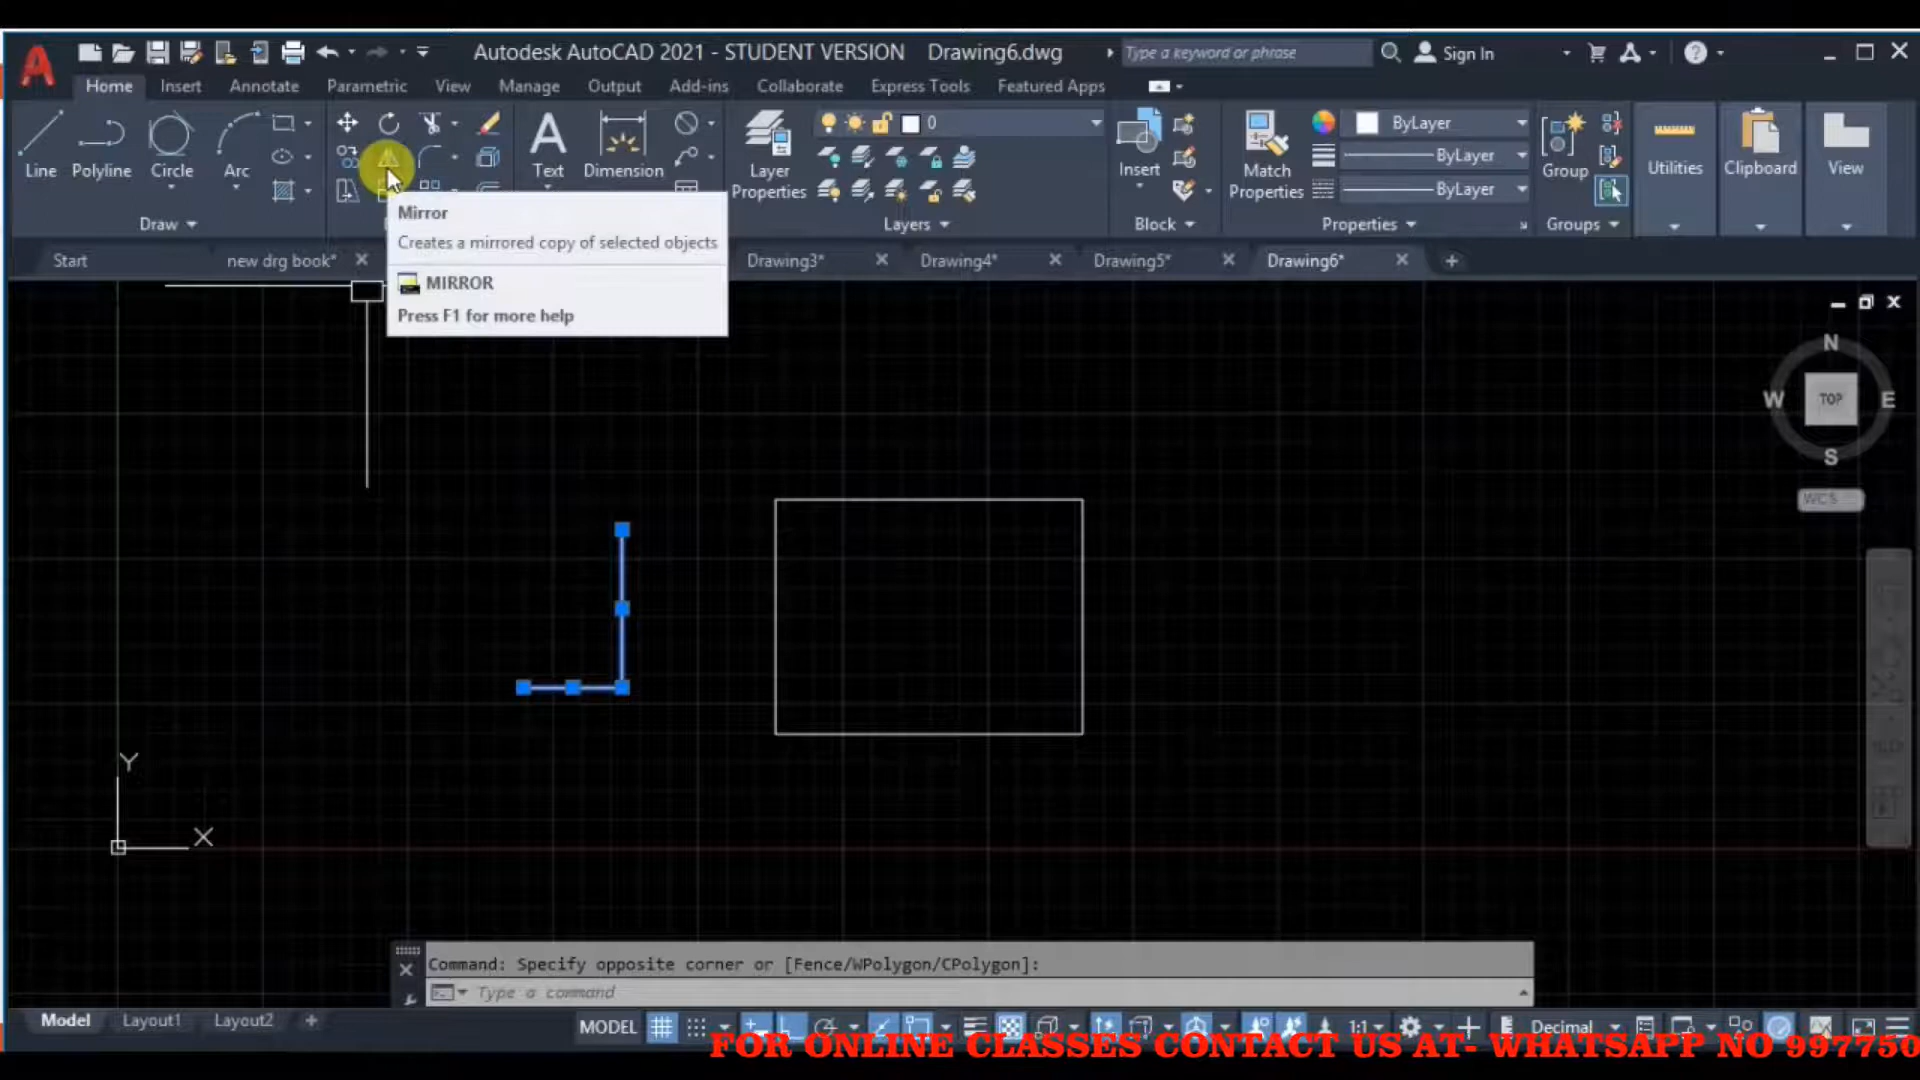 Autodesk AutoCAD 2021 - STUDENT VERSION Drawing6.dwg
Type a keyword or phrase
Sign In
Home Insert Annotate Parametric View Manage Output Add-ins Collaborate Express Tools Featured Apps
0
ByLayer
ByLayer
ByLayer
Line Polyline Circle Arc
Text Dimension
Layer
Properties
Insert
Match
Properties
Group
Utilities
Clipboard
View
Draw
Layers
Block
Properties
Groups
Mirror
Creates a mirrored copy of selected objects
MIRROR
Press F1 for more help
Start
new drg book*
Drawing3*
Drawing4*
Drawing5*
Drawing6*
N
W
TOP
E
S
WCS
Y
X
Command: Specify opposite corner or [Fence/WPolygon/CPolygon]:
Type a command
Model Layout1 Layout2
MODEL
1:1
Decimal
FOR ONLINE CLASSES CONTACT US AT- WHATSAPP NO 997750